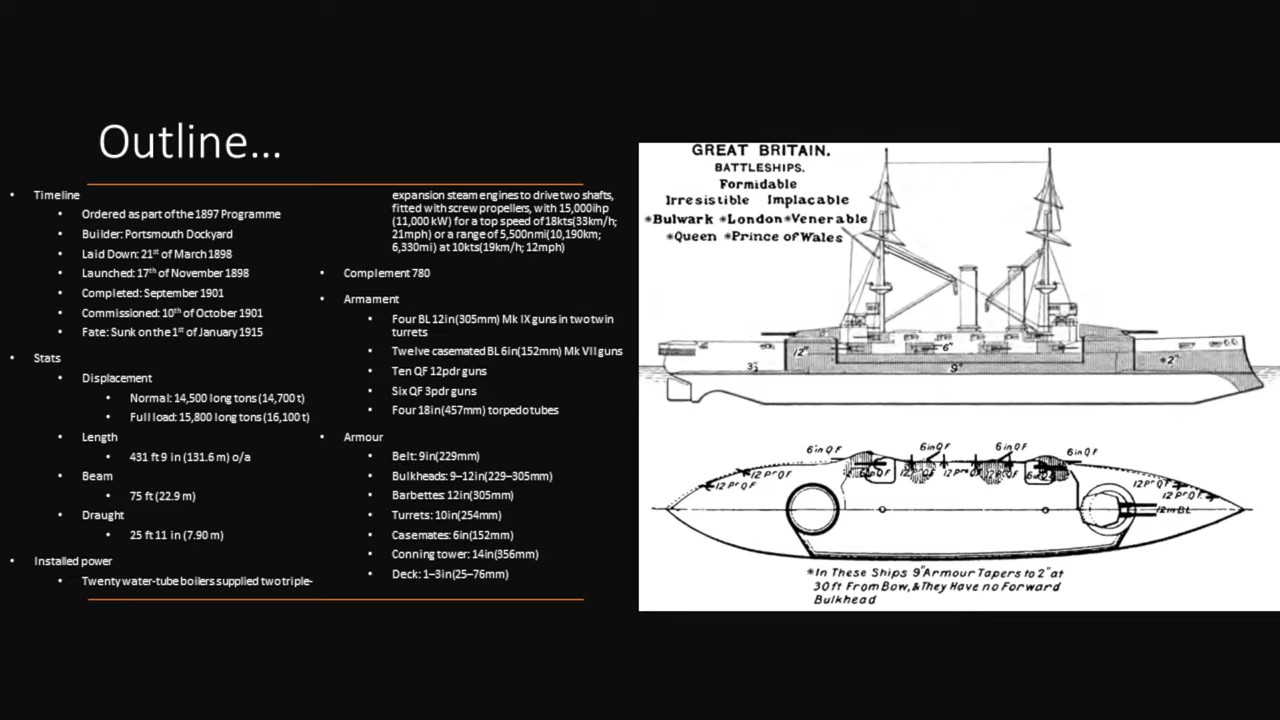 Outline...
• Timeline
• Ordered as part of the 1897 Programme
• Builder: Portsmouth Dockyard
• Laid Down: 21st of March 1898
• Launched: 17th of November 1898
• Completed: September 1901
• Commissioned: 10th of October 1901
• Fate: Sunk on the 1st of January 1915
• Stats
• Displacement
• Normal: 14,500 long tons (14,700 t)
• Full load: 15,800 long tons (16,100 t)
• Length
• 431 ft 9 in (131.6 m) o/a
• Beam
• 75 ft (22.9 m)
• Draught
• 25 ft 11 in (7.90 m)
• Installed power
• Twenty water-tube boilers supplied two triple-
expansion steam engines to drive two shafts,
fitted with screw propellers, with 15,000ihp
(11,000 kW) for a top speed of 18kts(33km/h;
21mph) or a range of 5,500nmi(10,190km;
6,330mi) at 10kts(19km/h; 12mph)
• Complement 780
• Armament
• Four BL 12in(305mm) Mk IX guns in two twin
turrets
• Twelve casemated BL 6in(152mm) Mk VII guns
• Ten QF 12pdr guns
• Six QF 3pdr guns
• Four 18in(457mm) torpedo tubes
• Armour
• Belt: 9in(229mm)
• Bulkheads: 9–12in(229–305mm)
• Barbettes: 12in(305mm)
• Turrets: 10in(254mm)
• Casemates: 6in(152mm)
• Conning tower: 14in(356mm)
• Deck: 1–3in(25–76mm)
GREAT BRITAIN.
BATTLESHIPS.
Formidable
Irresistible Implacable
*Bulwark *London *Venerable
*Queen *Prince of Wales
12"
6"
3½
9"
*2"
6in QF
6in QF
6in QF
6in QF
12 Pr QF
12 Pr QF
12 Pr QF
12 Pr QF
12in BL
*In These Ships 9" Armour Tapers to 2" at
30ft From Bow, & They Have no Forward
Bulkhead